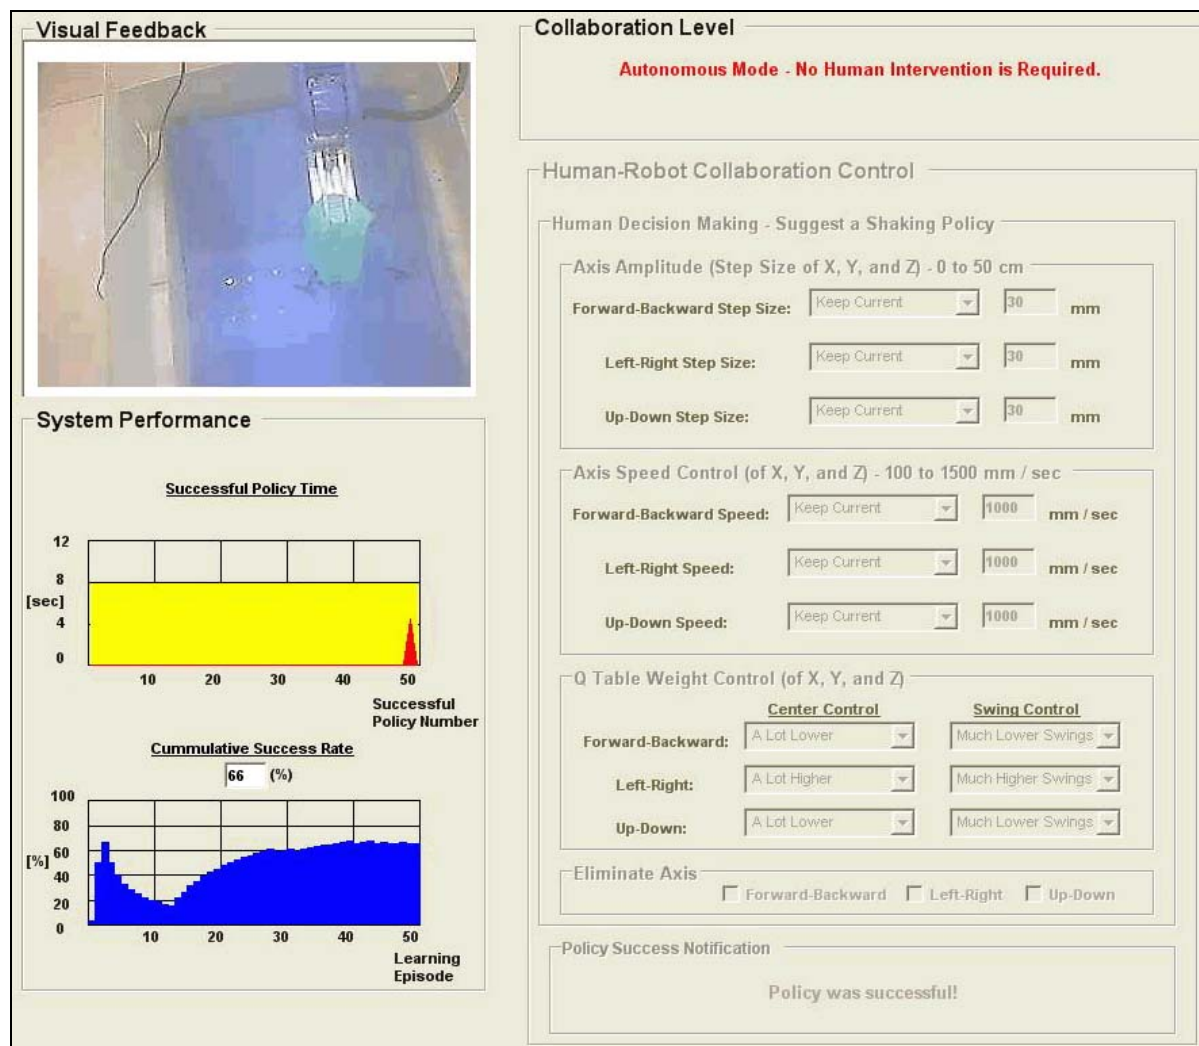 Visual Feedback
System Performance
Successful Policy Time
12
8
[sec]
4
0
10 20 30 40 50
Successful
Policy Number
Cummulative Success Rate
66 (%)
100
80
[%] 60
40
20
0
10 20 30 40 50
Learning
Episode
Collaboration Level
Autonomous Mode - No Human Intervention is Required.
Human-Robot Collaboration Control
Human Decision Making - Suggest a Shaking Policy
Axis Amplitude (Step Size of X, Y, and Z) - 0 to 50 cm
Forward-Backward Step Size: Keep Current 30 mm
Left-Right Step Size: Keep Current 30 mm
Up-Down Step Size: Keep Current 30 mm
Axis Speed Control (of X, Y, and Z) - 100 to 1500 mm / sec
Forward-Backward Speed: Keep Current 1000 mm / sec
Left-Right Speed: Keep Current 1000 mm / sec
Up-Down Speed: Keep Current 1000 mm / sec
Q Table Weight Control (of X, Y, and Z)
Center Control Swing Control
Forward-Backward: A Lot Lower Much Lower Swings
Left-Right: A Lot Higher Much Higher Swings
Up-Down: A Lot Lower Much Lower Swings
Eliminate Axis
Forward-Backward Left-Right Up-Down
Policy Success Notification
Policy was successful!